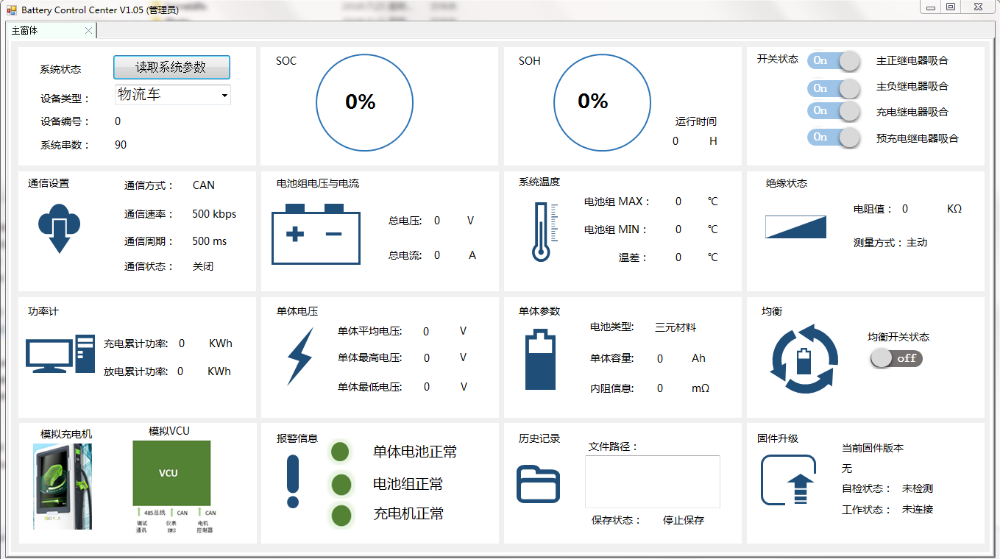 Battery Control Center V1.05 (管理员)
主窗体
系统状态
读取系统参数
设备类型：
物流车
设备编号：
0
系统串数：
90
SOC
0%
SOH
0%
运行时间
0 H
开关状态
On 主正继电器吸合
On 主负继电器吸合
On 充电继电器吸合
On 预充电继电器吸合
通信设置
通信方式： CAN
通信速率： 500 kbps
通信周期： 500 ms
通信状态： 关闭
电池组电压与电流
总电压: 0 V
总电流: 0 A
系统温度
电池组 MAX： 0 ℃
电池组 MIN： 0 ℃
温差： 0 ℃
绝缘状态
电阻值： 0 KΩ
测量方式：主动
功率计
充电累计功率: 0 KWh
放电累计功率: 0 KWh
单体电压
单体平均电压: 0 V
单体最高电压: 0 V
单体最低电压: 0 V
单体参数
电池类型: 三元材料
单体容量: 0 Ah
内阻信息: 0 mΩ
均衡
均衡开关状态
off
模拟充电机
模拟VCU
VCU
485总线 CAN CAN
调试 仪表 电机
通讯 BMS 控制器
报警信息
单体电池正常
电池组正常
充电机正常
历史记录
文件路径：
保存状态： 停止保存
固件升级
当前固件版本
无
自检状态： 未检测
工作状态： 未连接